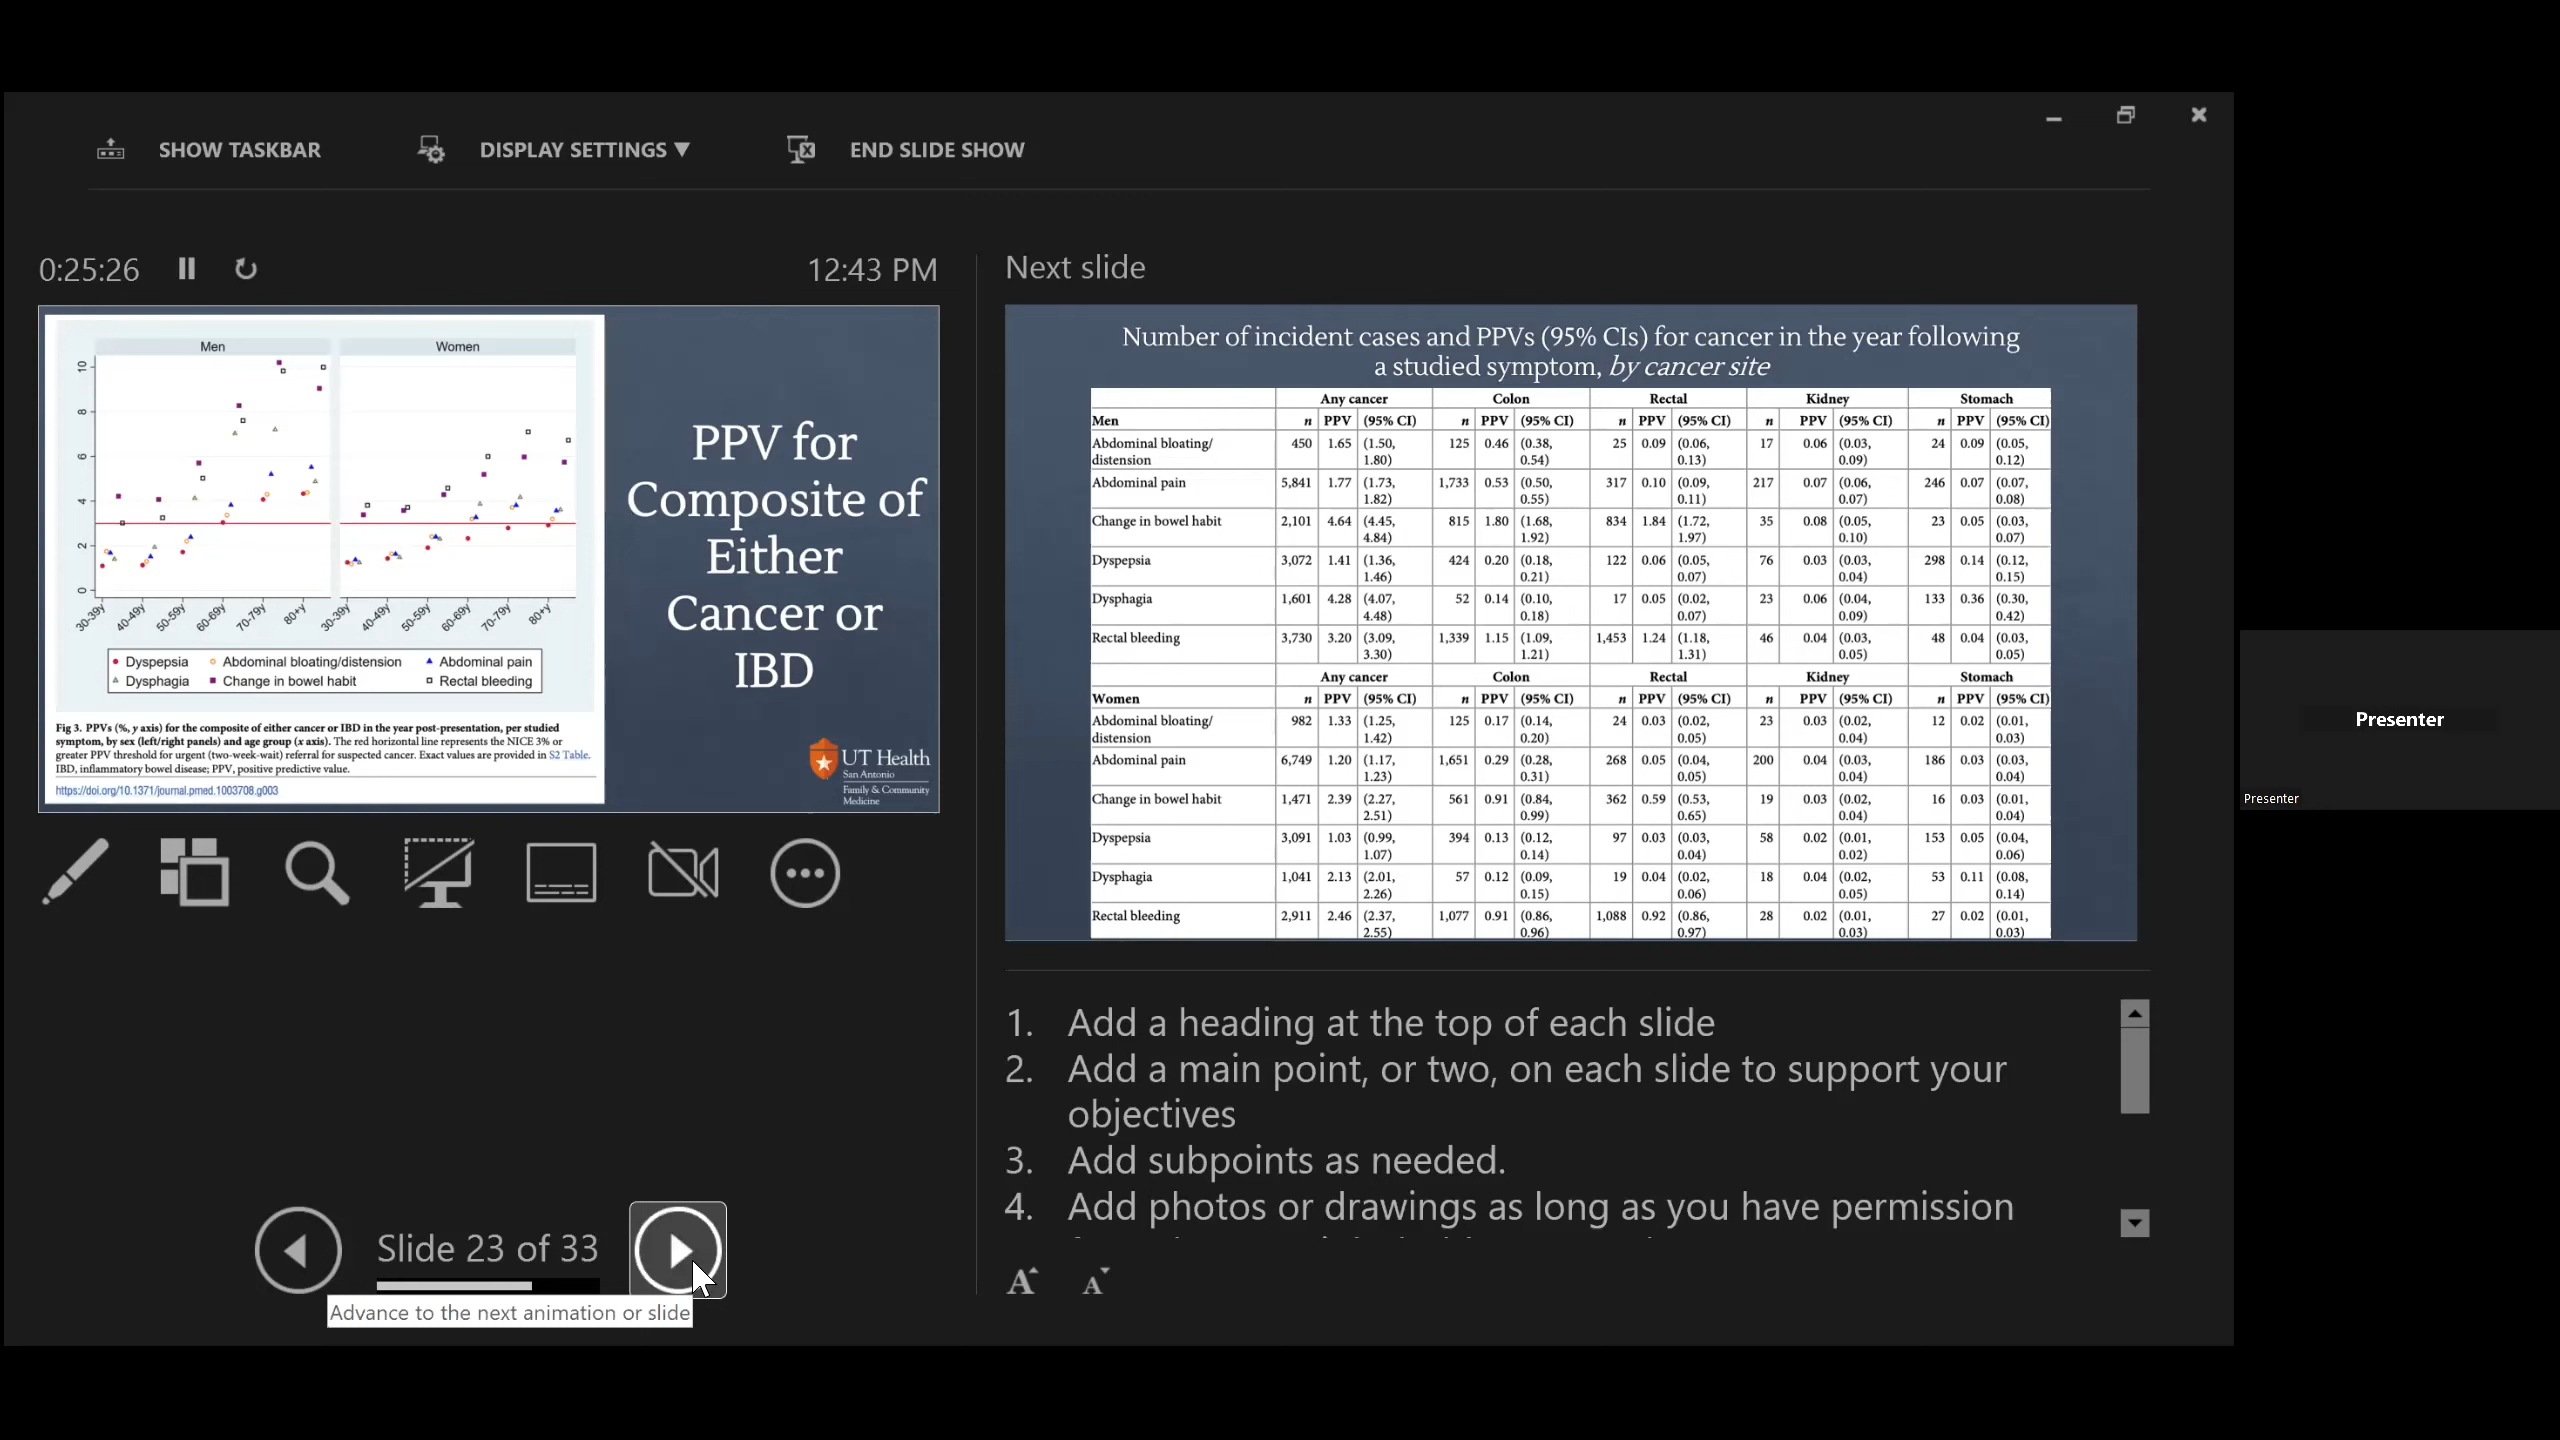 SHOW TASKBAR
DISPLAY SETTINGS ▼
END SLIDE SHOW
0:25:26
12:43 PM
Men
Women
10
8
6
4
2
0
30-39y
40-49y
50-59y
60-69y
70-79y
80+y
30-39y
40-49y
50-59y
60-69y
70-79y
80+y
Dyspepsia Abdominal bloating/distension Abdominal pain
Dysphagia Change in bowel habit Rectal bleeding
Fig 3. PPVs (%, y axis) for the composite of either cancer or IBD in the year post-presentation, per studied
symptom, by sex (left/right panels) and age group (x axis). The red horizontal line represents the NICE 3% or
greater PPV threshold for urgent (two-week-wait) referral for suspected cancer. Exact values are provided in S2 Table.
IBD, inflammatory bowel disease; PPV, positive predictive value.
https://doi.org/10.1371/journal.pmed.1003708.g003
PPV for
Composite of
Either
Cancer or
IBD
UT Health
San Antonio
Family & Community
Medicine
Slide 23 of 33
Advance to the next animation or slide
Next slide
Number of incident cases and PPVs (95% CIs) for cancer in the year following
a studied symptom, by cancer site
Any cancer Colon Rectal Kidney Stomach
Men n PPV (95% CI) n PPV (95% CI) n PPV (95% CI) n PPV (95% CI) n PPV (95% CI)
Abdominal bloating/ 450 1.65 (1.50, 125 0.46 (0.38, 25 0.09 (0.06, 17 0.06 (0.03, 24 0.09 (0.05,
distension 1.80) 0.54) 0.13) 0.09) 0.12)
Abdominal pain 5,841 1.77 (1.73, 1,733 0.53 (0.50, 317 0.10 (0.09, 217 0.07 (0.06, 246 0.07 (0.07,
1.82) 0.55) 0.11) 0.07) 0.08)
Change in bowel habit 2,101 4.64 (4.45, 815 1.80 (1.68, 834 1.84 (1.72, 35 0.08 (0.05, 23 0.05 (0.03,
4.84) 1.92) 1.97) 0.10) 0.07)
Dyspepsia 3,072 1.41 (1.36, 424 0.20 (0.18, 122 0.06 (0.05, 76 0.03 (0.03, 298 0.14 (0.12,
1.46) 0.21) 0.07) 0.04) 0.15)
Dysphagia 1,601 4.28 (4.07, 52 0.14 (0.10, 17 0.05 (0.02, 23 0.06 (0.04, 133 0.36 (0.30,
4.48) 0.18) 0.07) 0.09) 0.42)
Rectal bleeding 3,730 3.20 (3.09, 1,339 1.15 (1.09, 1,453 1.24 (1.18, 46 0.04 (0.03, 48 0.04 (0.03,
3.30) 1.21) 1.31) 0.05) 0.05)
Any cancer Colon Rectal Kidney Stomach
Women n PPV (95% CI) n PPV (95% CI) n PPV (95% CI) n PPV (95% CI) n PPV (95% CI)
Abdominal bloating/ 982 1.33 (1.25, 125 0.17 (0.14, 24 0.03 (0.02, 23 0.03 (0.02, 12 0.02 (0.01,
distension 1.42) 0.20) 0.05) 0.04) 0.03)
Abdominal pain 6,749 1.20 (1.17, 1,651 0.29 (0.28, 268 0.05 (0.04, 200 0.04 (0.03, 186 0.03 (0.03,
1.23) 0.31) 0.05) 0.04) 0.04)
Change in bowel habit 1,471 2.39 (2.27, 561 0.91 (0.84, 362 0.59 (0.53, 19 0.03 (0.02, 16 0.03 (0.01,
2.51) 0.99) 0.65) 0.04) 0.04)
Dyspepsia 3,091 1.03 (0.99, 394 0.13 (0.12, 97 0.03 (0.03, 58 0.02 (0.01, 153 0.05 (0.04,
1.07) 0.14) 0.04) 0.02) 0.06)
Dysphagia 1,041 2.13 (2.01, 57 0.12 (0.09, 19 0.04 (0.02, 18 0.04 (0.02, 53 0.11 (0.08,
2.26) 0.15) 0.06) 0.05) 0.14)
Rectal bleeding 2,911 2.46 (2.37, 1,077 0.91 (0.86, 1,088 0.92 (0.86, 28 0.02 (0.01, 27 0.02 (0.01,
2.55) 0.96) 0.97) 0.03) 0.03)
1. Add a heading at the top of each slide
2. Add a main point, or two, on each slide to support your
objectives
3. Add subpoints as needed.
4. Add photos or drawings as long as you have permission
A A
Presenter
Presenter